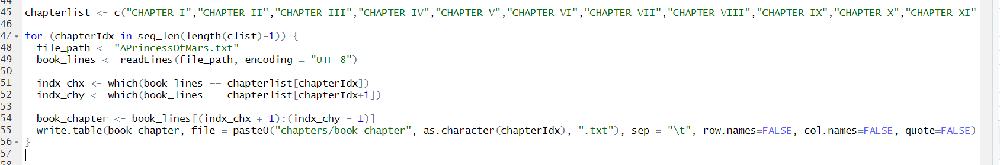 44
45 chapterlist <- c("CHAPTER I","CHAPTER II","CHAPTER III","CHAPTER IV","CHAPTER V","CHAPTER VI","CHAPTER VII","CHAPTER VIII","CHAPTER IX","CHAPTER X","CHAPTER XI",
46
47 for (chapterIdx in seq_len(length(clist)-1)) {
48   file_path <- "APrincessOfMars.txt"
49   book_lines <- readLines(file_path, encoding = "UTF-8")
50
51   indx_chx <- which(book_lines == chapterlist[chapterIdx])
52   indx_chy <- which(book_lines == chapterlist[chapterIdx+1])
53
54   book_chapter <- book_lines[(indx_chx + 1):(indx_chy - 1)]
55   write.table(book_chapter, file = paste0("chapters/book_chapter", as.character(chapterIdx), ".txt"), sep = "\t", row.names=FALSE, col.names=FALSE, quote=FALSE)
56 }
57
58